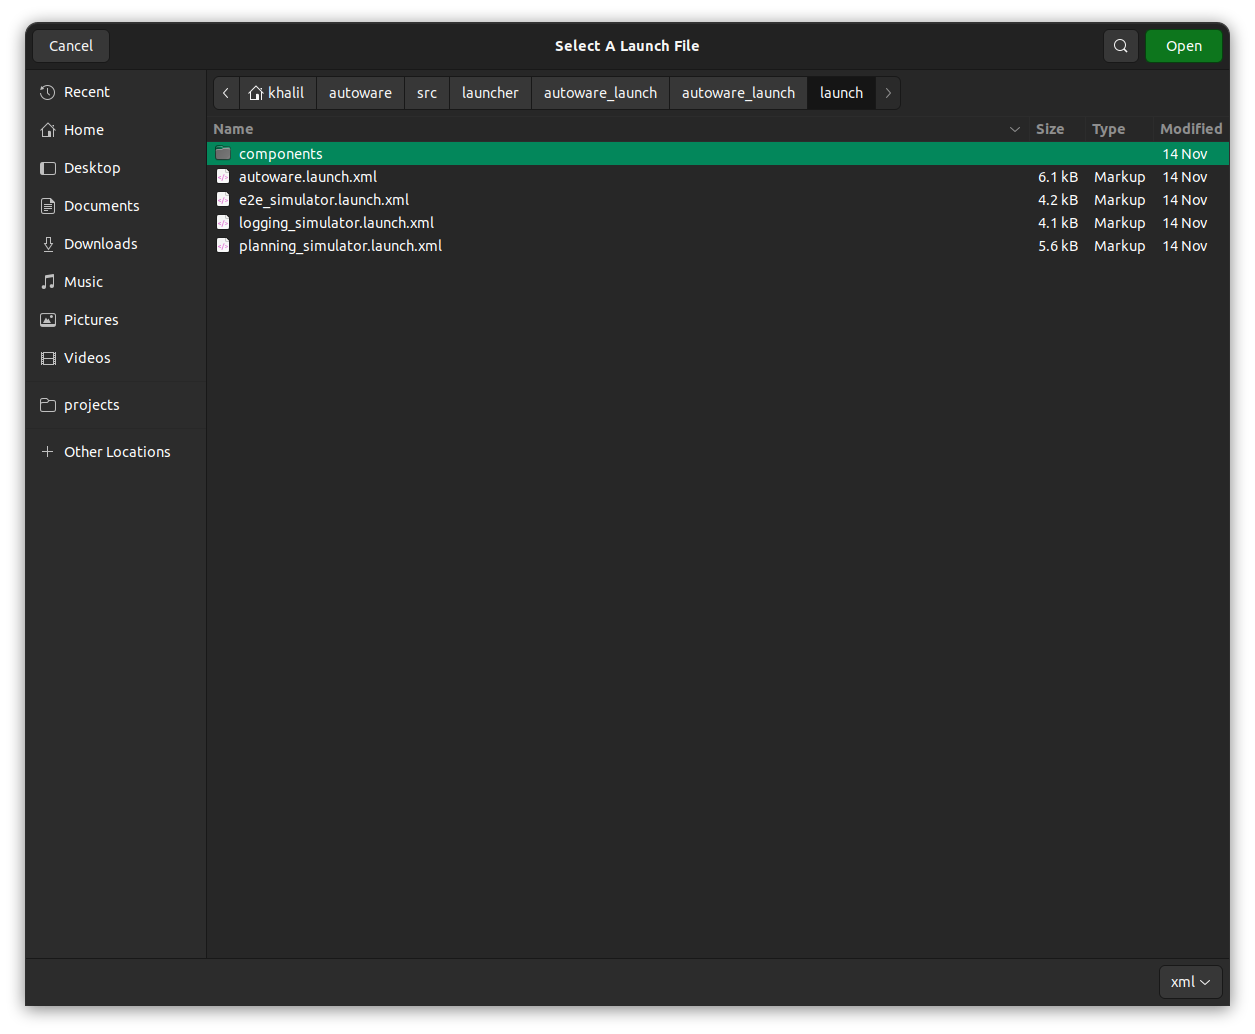 Cancel Select A Launch File Open
Recent
Home
Desktop
Documents
Downloads
Music
Pictures
Videos
projects
Other Locations
khalil autoware src launcher autoware_launch autoware_launch launch
Name Size Type Modified
components 14 Nov
autoware.launch.xml 6.1 kB Markup 14 Nov
e2e_simulator.launch.xml 4.2 kB Markup 14 Nov
logging_simulator.launch.xml 4.1 kB Markup 14 Nov
planning_simulator.launch.xml 5.6 kB Markup 14 Nov
xml